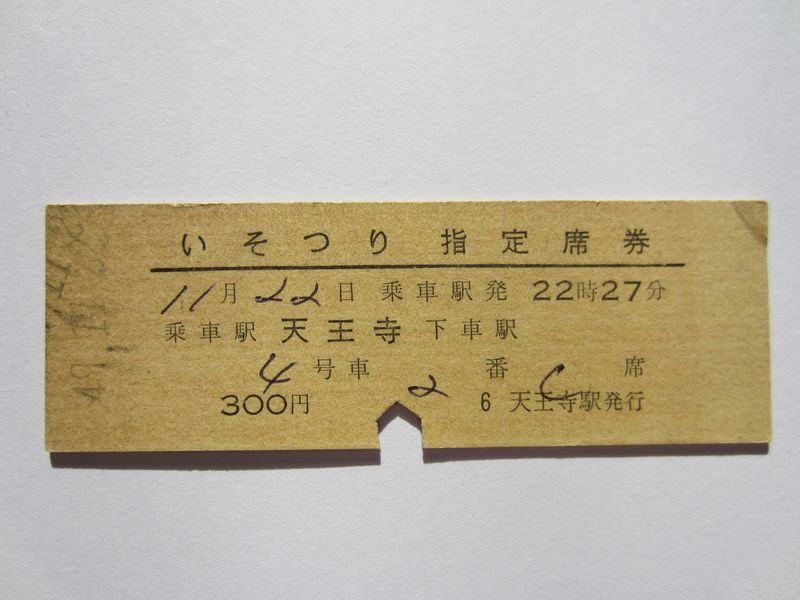 いそつり 指定席券
11月22日 乗車駅発 22時27分
乗車駅 天王寺 下車駅
4号車 2番C席
300円 6 天王寺駅発行